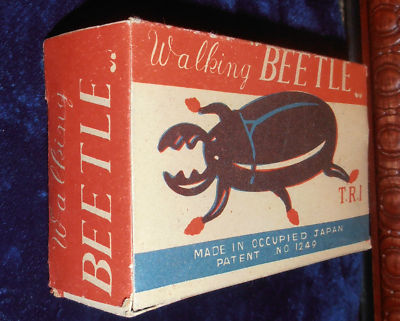 Walking "BEETLE"
T.R.I
MADE IN OCCUPIED JAPAN
PATENT .NO 1249
Walking
BEETLE"